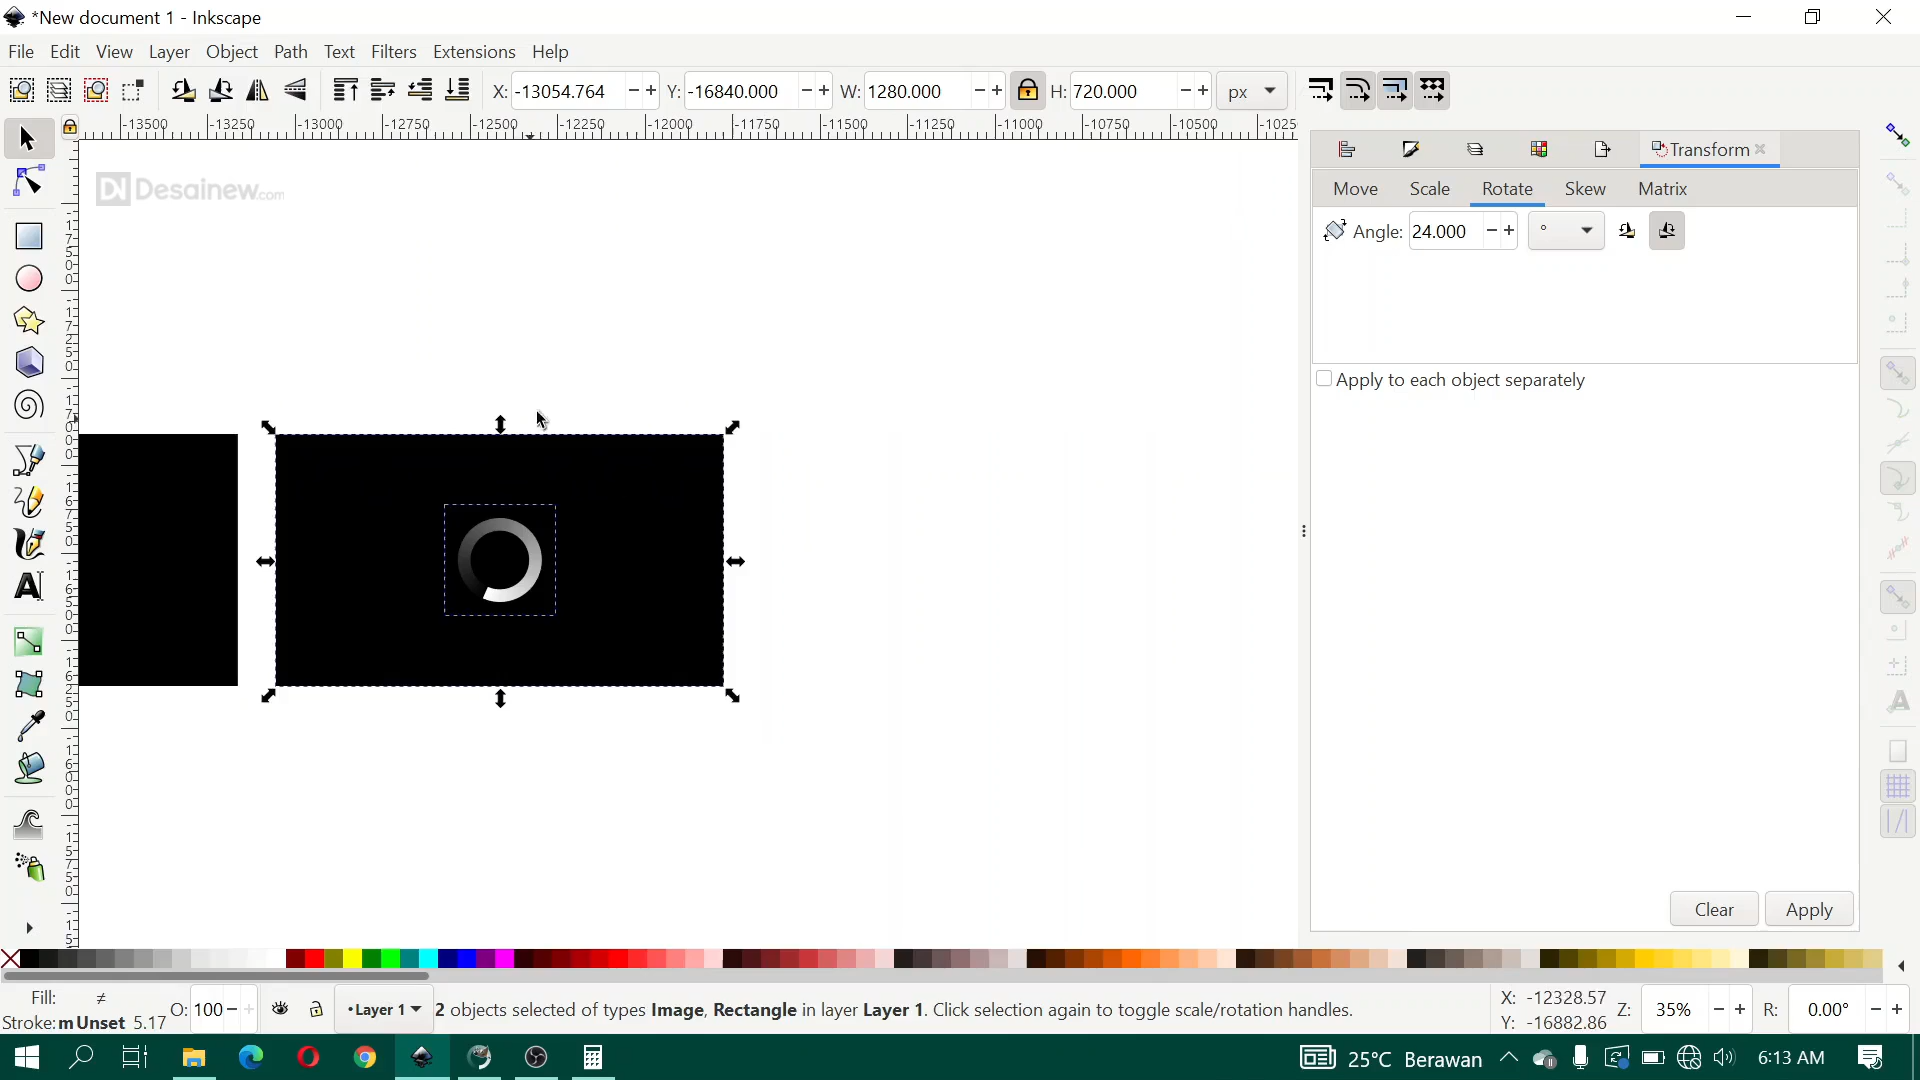 *New document 1 - Inkscape
File Edit View Layer Object Path Text Filters Extensions Help
X: -13054.764 Y: -16840.000 W: 1280.000 H: 720.000 px
-13500 -13250 -13000 -12750 -12500 -12250 -12000 -11750 -11500 -11250 -11000 -10750 -10500 -10250
Transform
Desainew.com
Move Scale Rotate Skew Matrix
Angle: 24.000 °
Apply to each object separately
Clear Apply
Fill: ≠
Stroke: m Unset 5.17
O: 100
•Layer 1
2 objects selected of types Image, Rectangle in layer Layer 1. Click selection again to toggle scale/rotation handles.
X: -12328.57
Y: -16882.86
Z: 35% R: 0.00°
25°C Berawan 6:13 AM